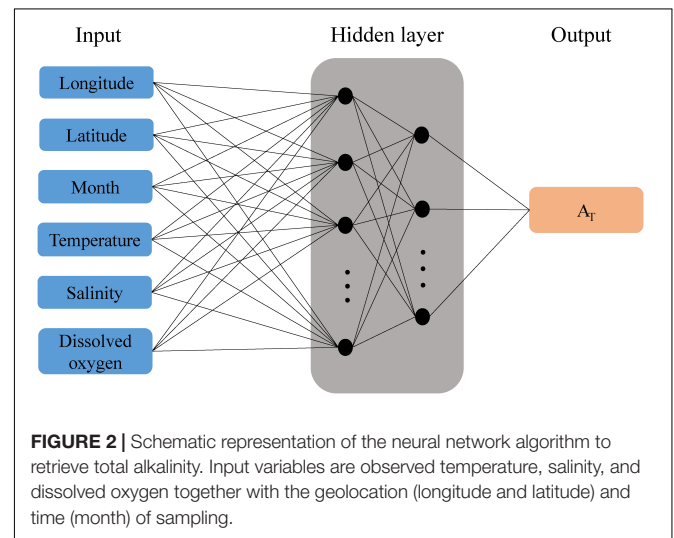 Input
Hidden layer
Output
Longitude
Latitude
Month
Temperature
Salinity
Dissolved
oxygen
A_T
FIGURE 2 | Schematic representation of the neural network algorithm to
retrieve total alkalinity. Input variables are observed temperature, salinity, and
dissolved oxygen together with the geolocation (longitude and latitude) and
time (month) of sampling.